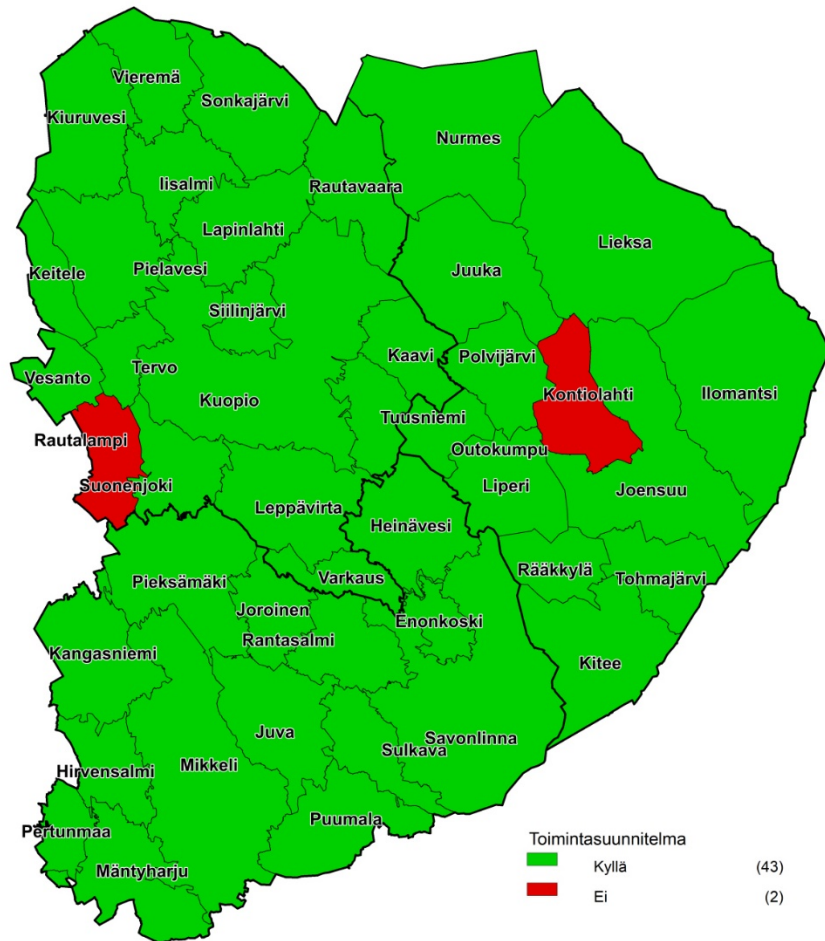 Vieremä
Sonkajärvi
Kiuruvesi
Nurmes
Iisalmi
Rautavaara
Lapinlahti
Lieksa
Keitele
Pielavesi
Juuka
Siilinjärvi
Kaavi
Polvijärvi
Vesanto
Tervo
Kontiolahti
Ilomantsi
Kuopio
Tuusniemi
Rautalampi
Outokumpu
Suonenjoki
Liperi
Joensuu
Leppävirta
Heinävesi
Rääkkylä
Tohmajärvi
Pieksämäki
Varkaus
Joroinen
Enonkoski
Rantasalmi
Kangasniemi
Kitee
Juva
Savonlinna
Sulkava
Mikkeli
Hirvensalmi
Puumala
Pertunmaa
Mäntyharju
Toimintasuunnitelma
Kyllä (43)
Ei (2)